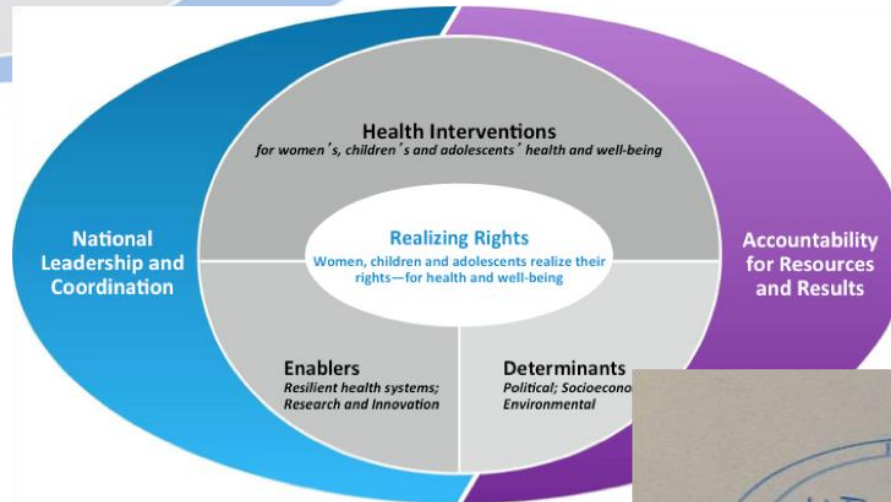 Health Interventions
for women´s, children´s and adolescents´ health and well-being
Realizing Rights
Women, children and adolescents realize their
rights—for health and well-being
National
Leadership and
Coordination
Accountability
for Resources
and Results
Enablers
Resilient health systems;
Research and Innovation
Determinants
Political;
Environmental